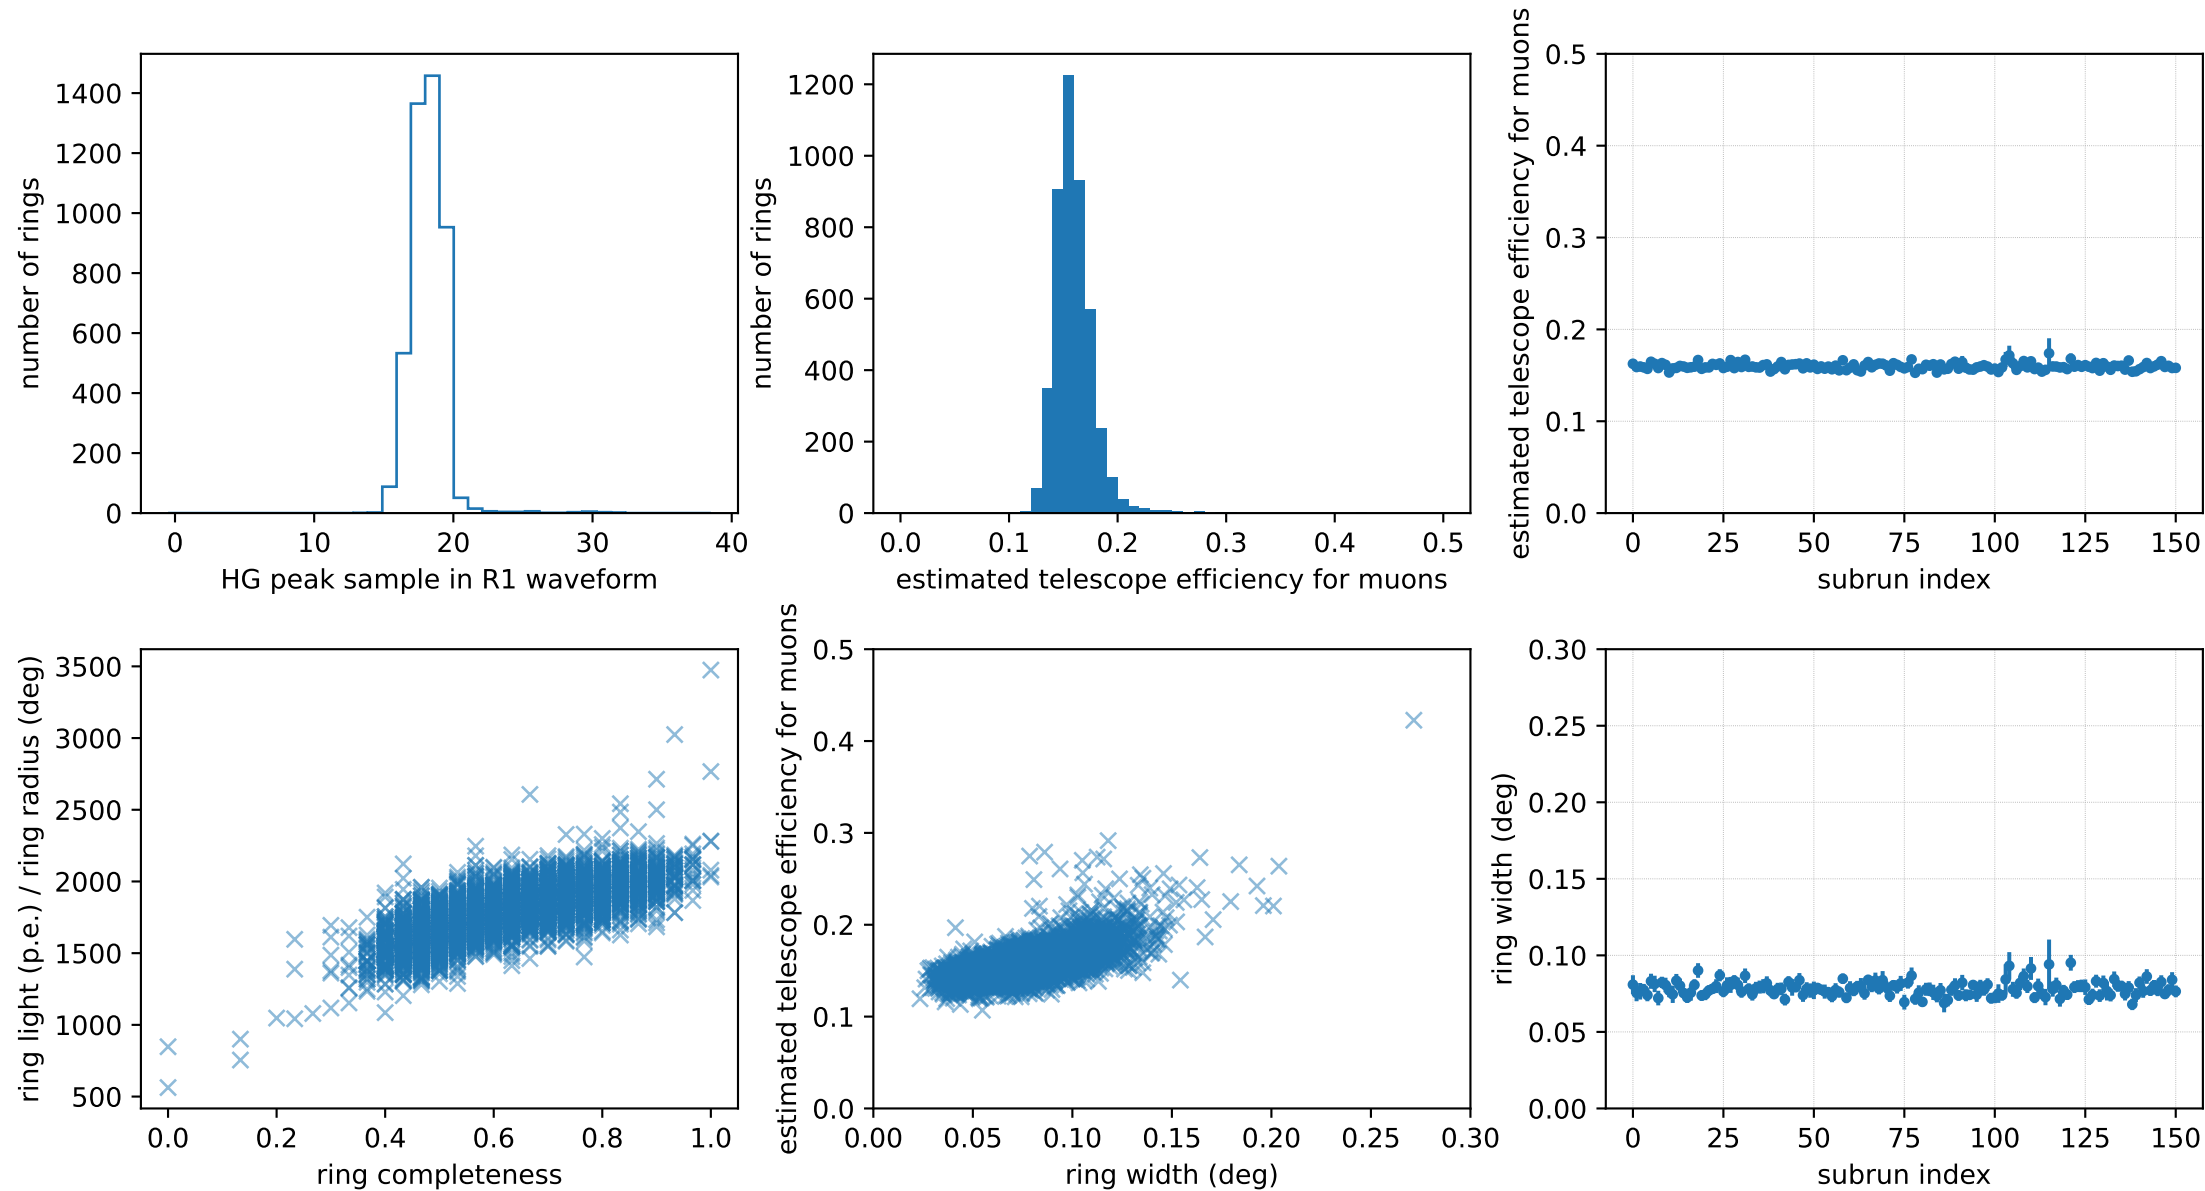 1400
1200
1000
800
600
400
200
0
number of rings
0 10 20 30 40
HG peak sample in R1 waveform
1200
1000
800
600
400
200
0
number of rings
0.0 0.1 0.2 0.3 0.4 0.5
estimated telescope efficiency for muons
0.5
0.4
0.3
0.2
0.1
0.0
estimated telescope efficiency for muons
0 25 50 75 100 125 150
subrun index
3500
3000
2500
2000
1500
1000
500
ring light (p.e.) / ring radius (deg)
0.0 0.2 0.4 0.6 0.8 1.0
ring completeness
0.5
0.4
0.3
0.2
0.1
0.0
estimated telescope efficiency for muons
0.00 0.05 0.10 0.15 0.20 0.25 0.30
ring width (deg)
0.30
0.25
0.20
0.15
0.10
0.05
0.00
ring width (deg)
0 25 50 75 100 125 150
subrun index